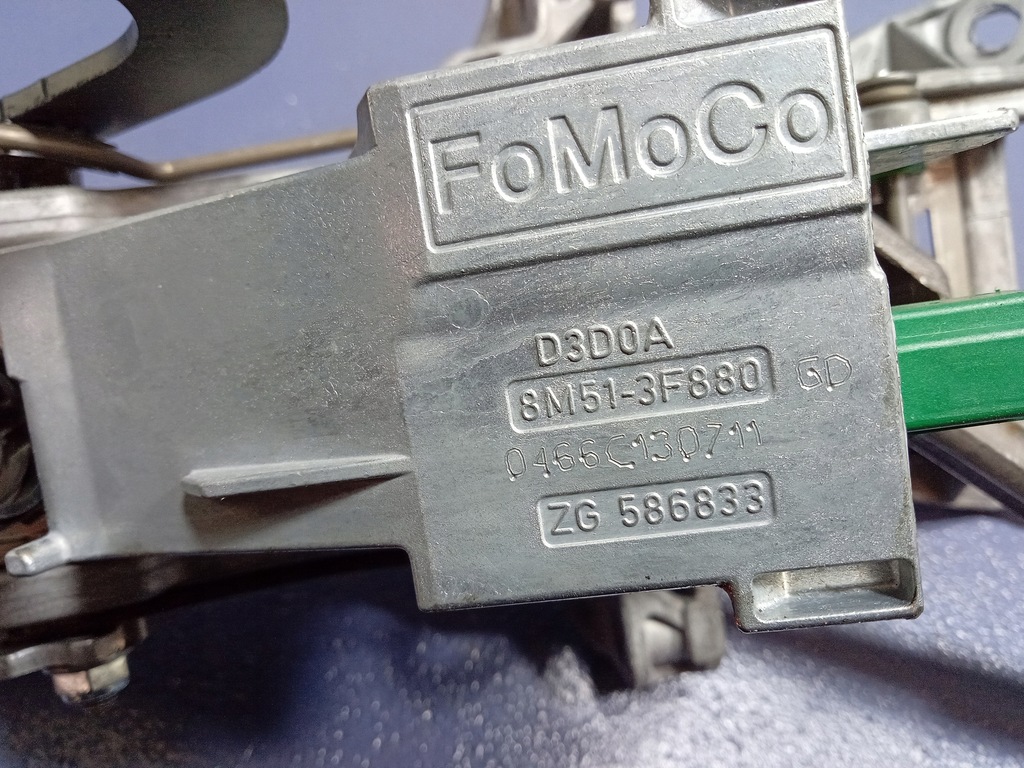 FoMoCo
D3D0A
8M51-3F880 GD
0466C130711
ZG 586833